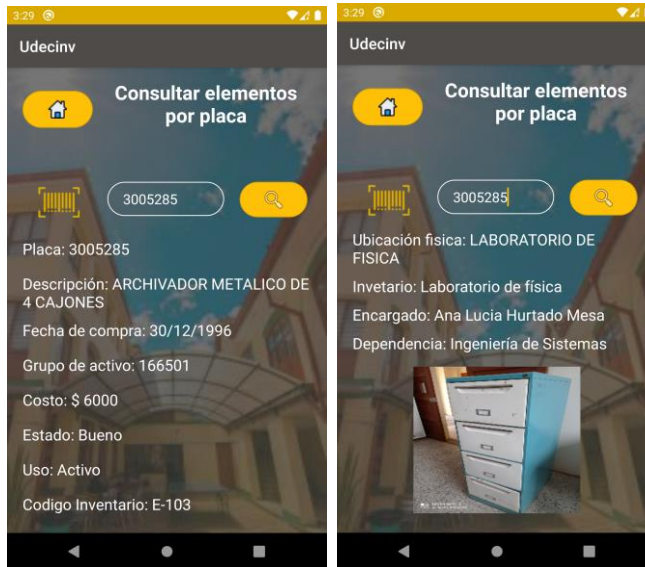 3:29
Udecinv
Consultar elementos
por placa
3005285
Placa: 3005285
Descripción: ARCHIVADOR METALICO DE
4 CAJONES
Fecha de compra: 30/12/1996
Grupo de activo: 166501
Costo: $ 6000
Estado: Bueno
Uso: Activo
Codigo Inventario: E-103
3:29
Udecinv
Consultar elementos
por placa
3005285
Ubicación fisica: LABORATORIO DE
FISICA
Invetario: Laboratorio de física
Encargado: Ana Lucia Hurtado Mesa
Dependencia: Ingeniería de Sistemas